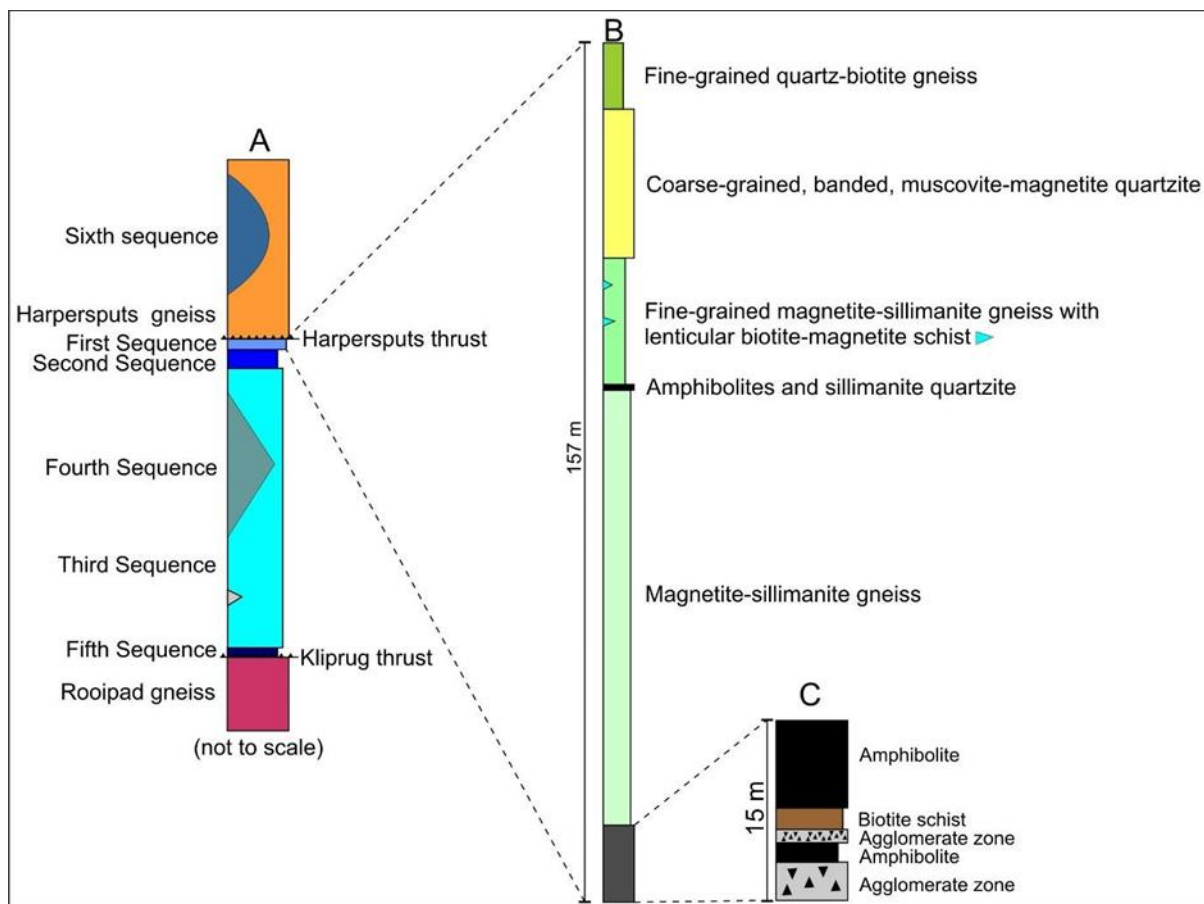 A
Sixth sequence
Harpersputs gneiss
First Sequence
Harpersputs thrust
Second Sequence
Fourth Sequence
Third Sequence
Fifth Sequence
Kliprug thrust
Rooipad gneiss
(not to scale)
B
157 m
Fine-grained quartz-biotite gneiss
Coarse-grained, banded, muscovite-magnetite quartzite
Fine-grained magnetite-sillimanite gneiss with
lenticular biotite-magnetite schist
Amphibolites and sillimanite quartzite
Magnetite-sillimanite gneiss
C
15 m
Amphibolite
Biotite schist
Agglomerate zone
Amphibolite
Agglomerate zone